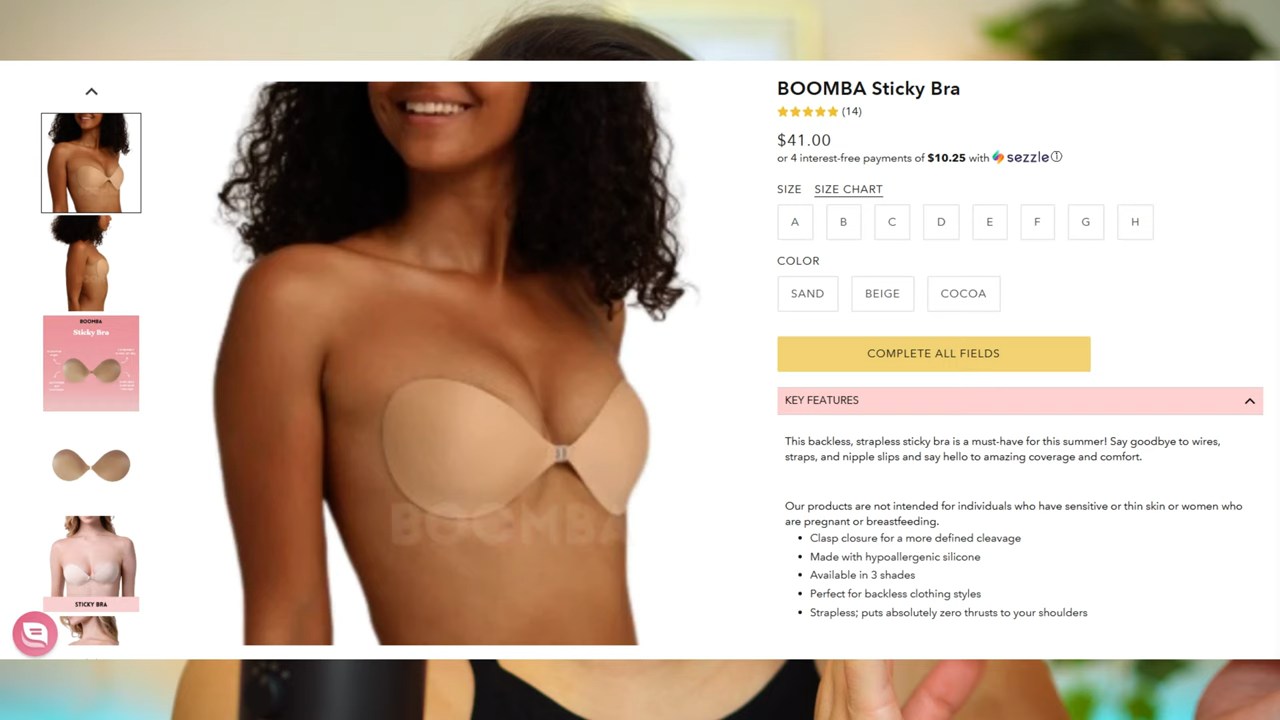 BOOMBA Sticky Bra
(14)
$41.00
or 4 interest-free payments of $10.25 with sezzle
SIZE SIZE CHART
A B C D E F G H
COLOR
SAND BEIGE COCOA
COMPLETE ALL FIELDS
KEY FEATURES
This backless, strapless sticky bra is a must-have for this summer! Say goodbye to wires,
straps, and nipple slips and say hello to amazing coverage and comfort.
Our products are not intended for individuals who have sensitive or thin skin or women who
are pregnant or breastfeeding.
• Clasp closure for a more defined cleavage
• Made with hypoallergenic silicone
• Available in 3 shades
• Perfect for backless clothing styles
• Strapless; puts absolutely zero thrusts to your shoulders
BOOMBA
BOOMBA
Sticky Bra
STICKY BRA